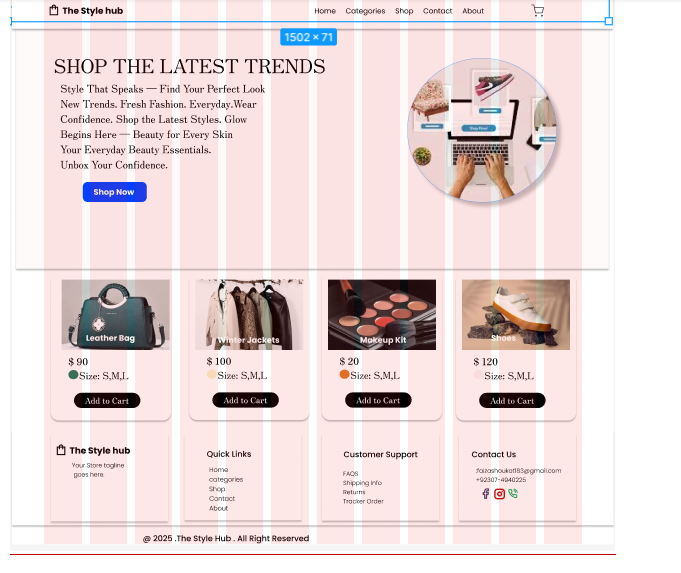 The Style hub
Home Categories Shop Contact About
1502 × 71
SHOP THE LATEST TRENDS
Style That Speaks — Find Your Perfect Look
New Trends. Fresh Fashion. Everyday.Wear
Confidence. Shop the Latest Styles. Glow
Begins Here — Beauty for Every Skin
Your Everyday Beauty Essentials.
Unbox Your Confidence.
Shop Now
Shop Now!
Leather Bag
Winter Jackets
Makeup Kit
Shoes
$ 90
$ 100
$ 20
$ 120
Size: S,M,L
Size: S,M,L
Size: S,M,L
Size: S,M,L
Add to Cart
Add to Cart
Add to Cart
Add to Cart
The Style hub
Your Store tagline
goes here.
Quick Links
Home
categories
Shop
Contact
About
Customer Support
FAQS
Shipping Info
Returns
Tracker Order
Contact Us
:faizashoukat183@gmail.com
+92307-4940225
@ 2025 .The Style Hub . All Right Reserved